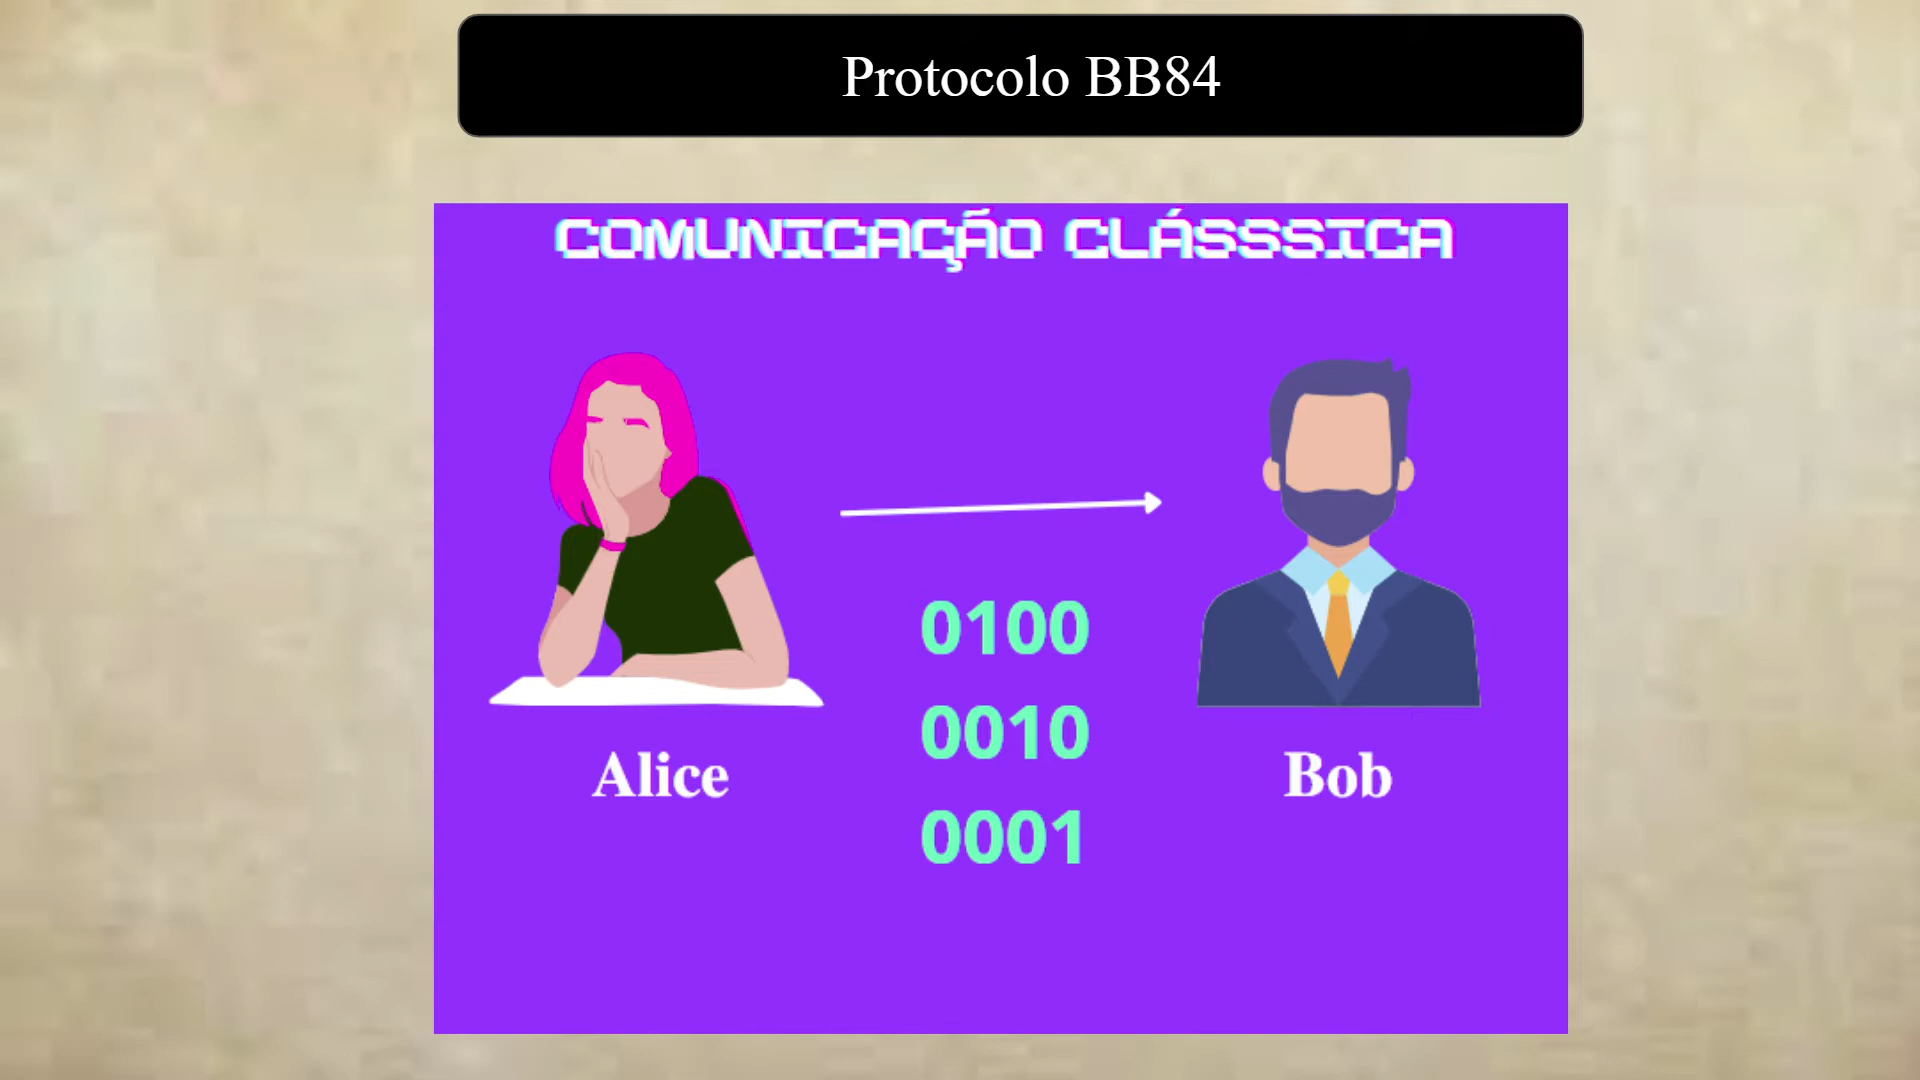 Protocolo BB84
COMUNICAÇÃO CLÁSSSICA
0100
0010
0001
Alice
Bob